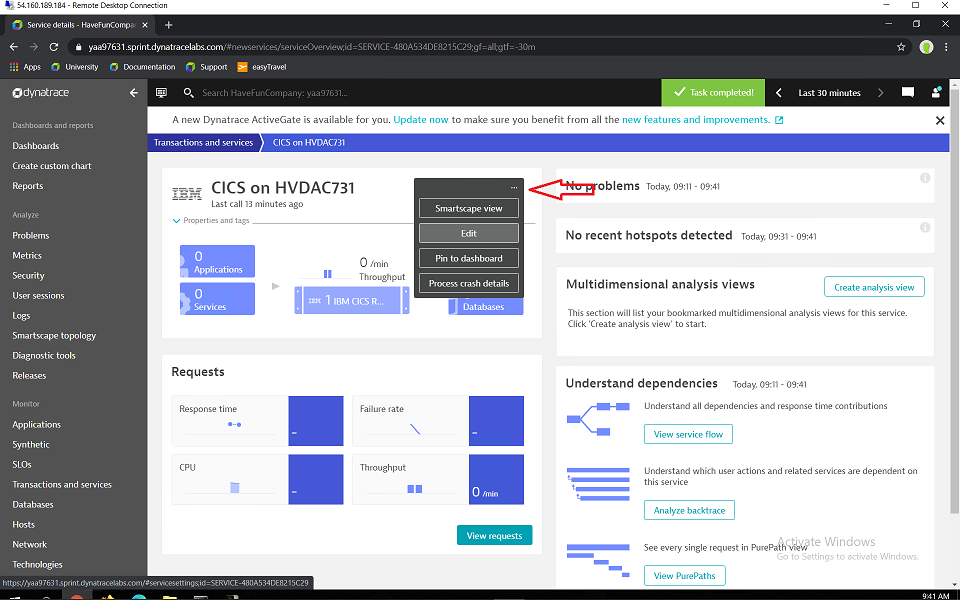 54.160.189.184 - Remote Desktop Connection
Service details - HaveFunCompan
yaa97631.sprint.dynatracelabs.com/#newservices/serviceOverview;id=SERVICE-480A534DE8215C29;gf=all;gtf=-30m
Apps University Documentation Support easyTravel
dynatrace
Search HaveFunCompany: yaa97631...
Task completed!
Last 30 minutes
A new Dynatrace ActiveGate is available for you. Update now to make sure you benefit from all the new features and improvements.
Transactions and services CICS on HVDAC731
Dashboards and reports
Dashboards
Create custom chart
Reports
Analyze
Problems
Metrics
Security
User sessions
Logs
Smartscape topology
Diagnostic tools
Releases
Monitor
Applications
Synthetic
SLOs
Transactions and services
Databases
Hosts
Network
Technologies
IBM
CICS on HVDAC731
Last call 13 minutes ago
Properties and tags
...
Smartscape view
Edit
Pin to dashboard
Process crash details
0
Applications
0
Services
0 /min
Throughput
IBM 1 IBM CICS R...
Databases
Requests
Response time
-
Failure rate
-
CPU
-
Throughput
0 /min
View requests
No problems Today, 09:11 - 09:41
No recent hotspots detected Today, 09:31 - 09:41
Multidimensional analysis views
Create analysis view
This section will list your bookmarked multidimensional analysis views for this service.
Click 'Create analysis view' to start.
Understand dependencies Today, 09:11 - 09:41
Understand all dependencies and response time contributions
View service flow
Understand which user actions and related services are dependent on
this service
Analyze backtrace
See every single request in PurePath view
View PurePaths
Activate Windows
Go to Settings to activate Windows.
https://yaa97631.sprint.dynatracelabs.com/#servicesettings;id=SERVICE-480A534DE8215C29
9:41 AM